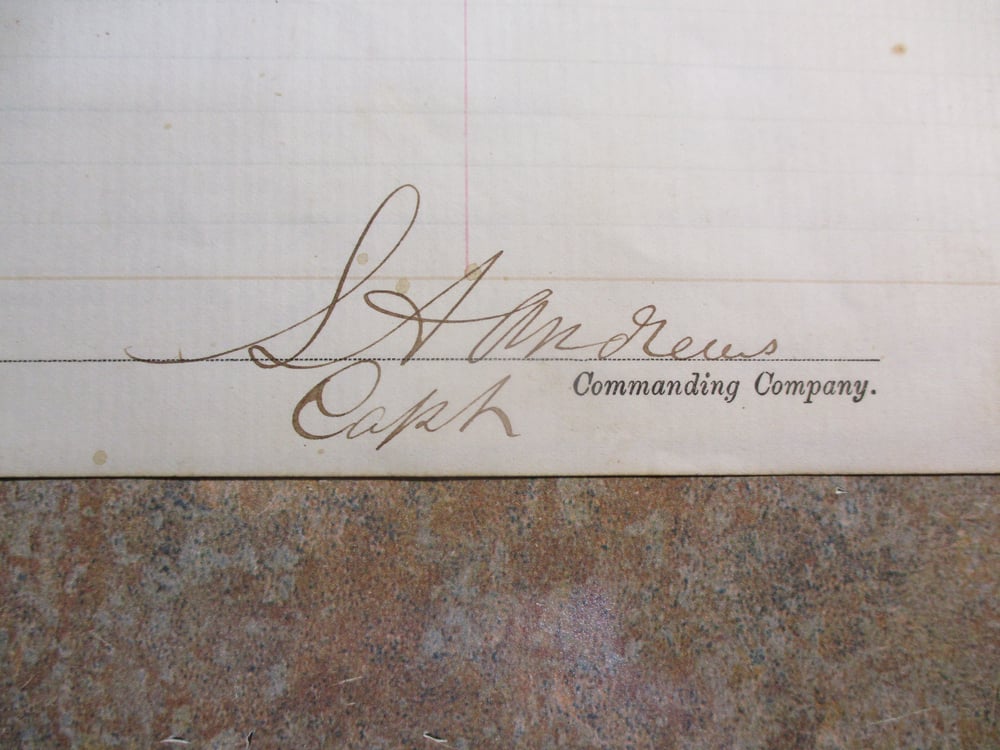 S A Andrews
Commanding Company.
Capt